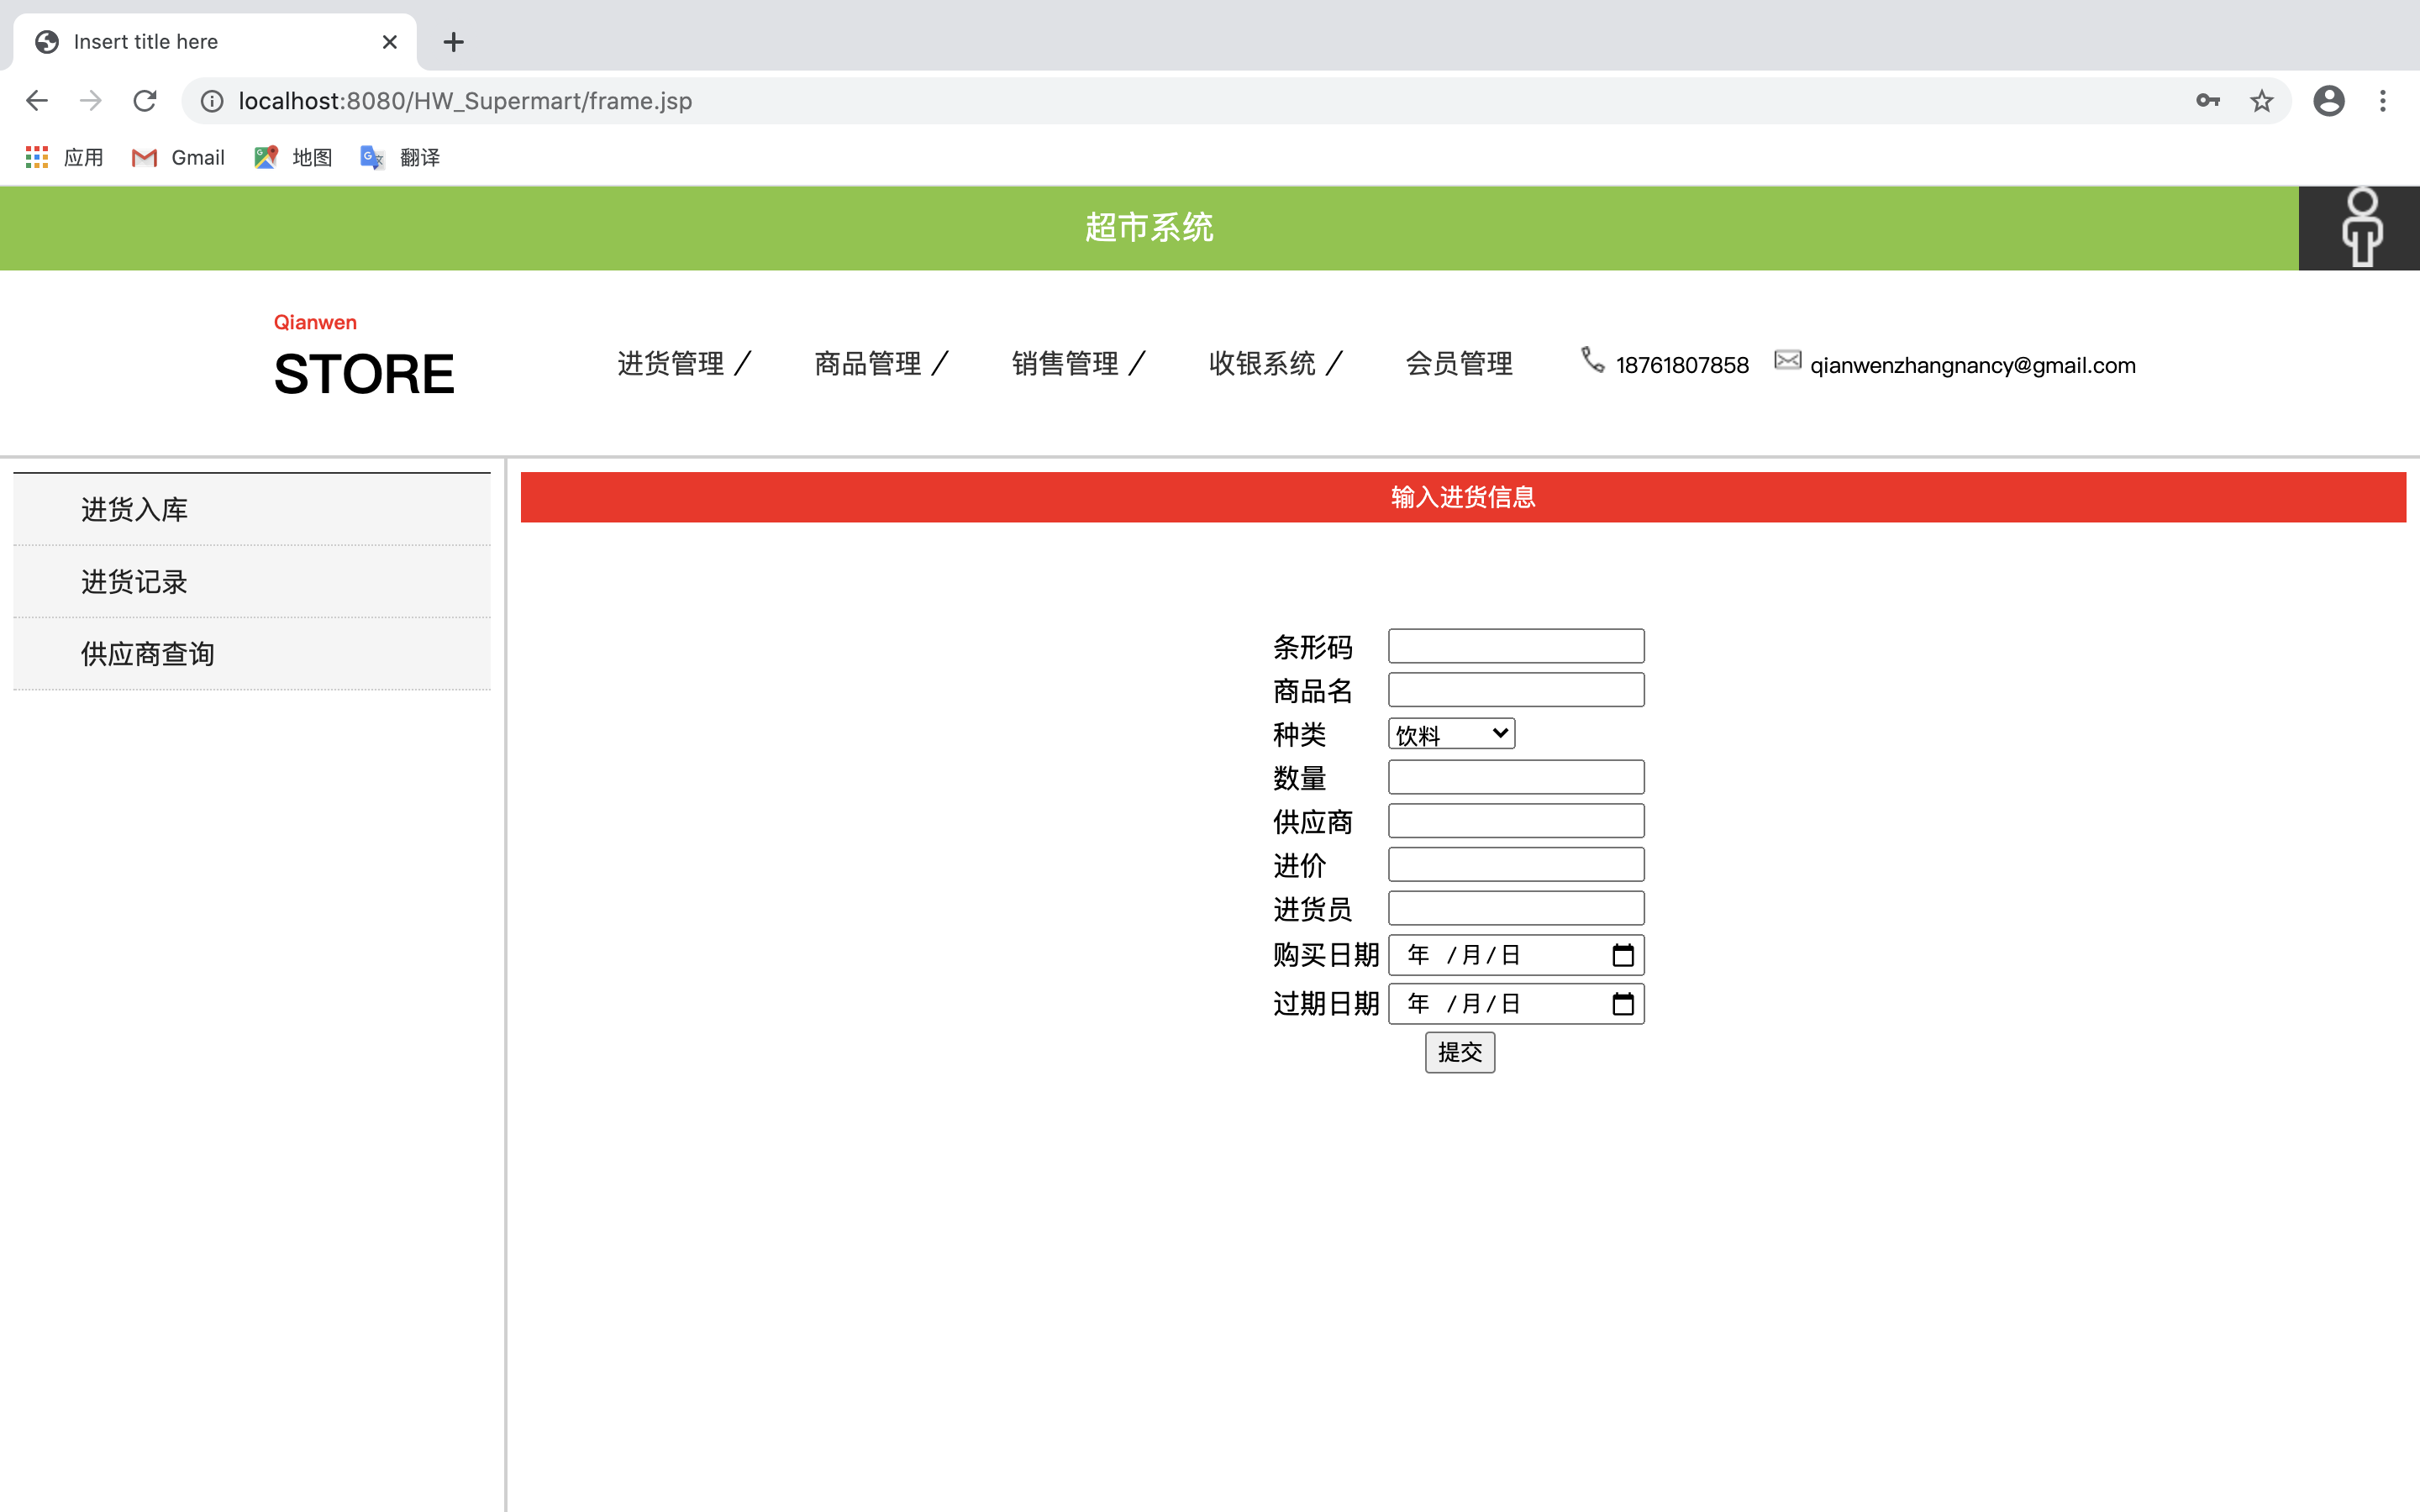 Insert title here
localhost:8080/HW_Supermart/frame.jsp
应用 Gmail 地图 翻译
超市系统
Qianwen
STORE
进货管理 / 商品管理 / 销售管理 / 收银系统 / 会员管理 18761807858 qianwenzhangnancy@gmail.com
进货入库
进货记录
供应商查询
输入进货信息
条形码
商品名
种类 饮料
数量
供应商
进价
进货员
购买日期 年 /月/日
过期日期 年 /月/日
提交